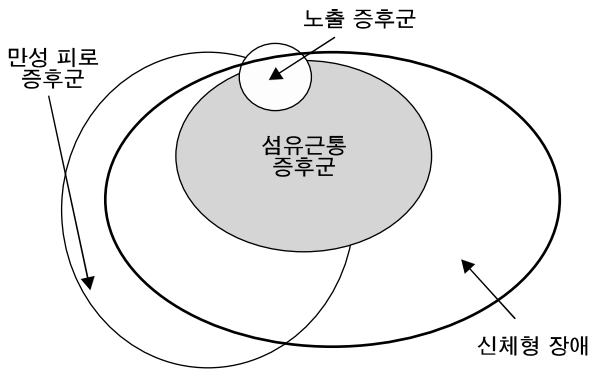 노출 증후군
만성 피로
증후군
섬유근통
증후군
신체형 장애